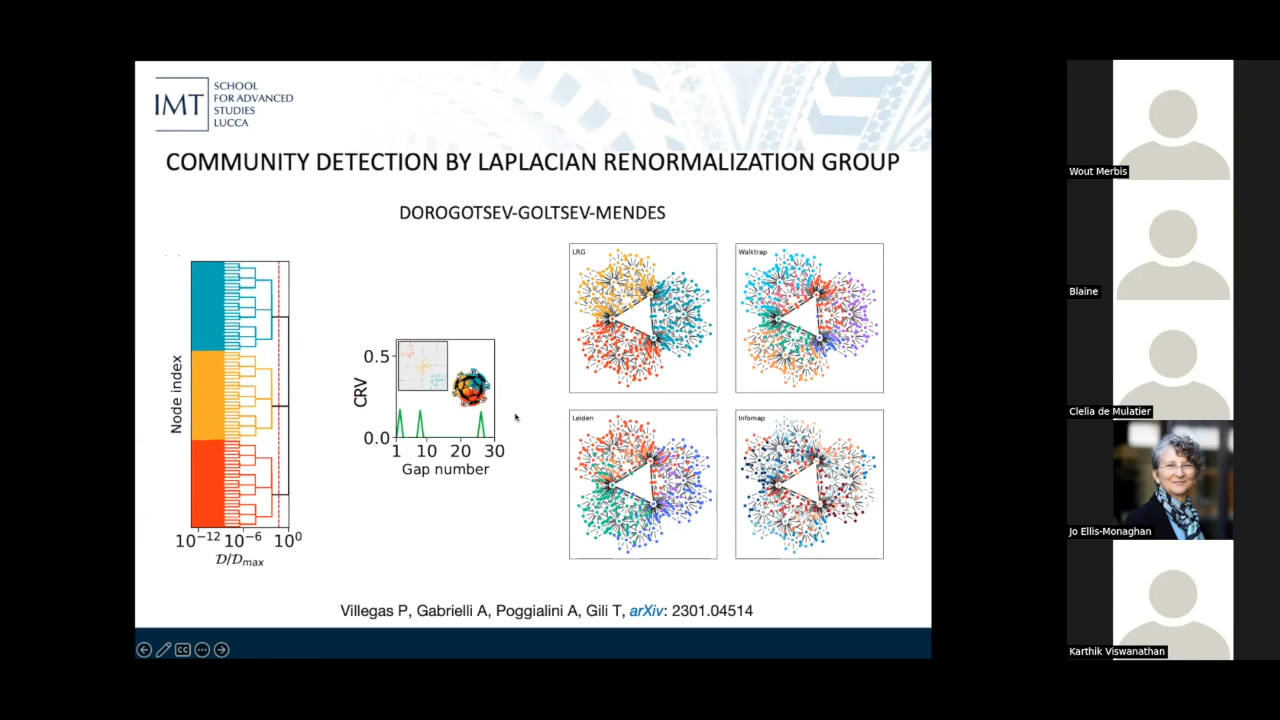 IMT
SCHOOL
FOR ADVANCED
STUDIES
LUCCA
COMMUNITY DETECTION BY LAPLACIAN RENORMALIZATION GROUP
DOROGOTSEV-GOLTSEV-MENDES
Node index
10⁻¹² 10⁻⁶ 10⁰
𝒟/𝒟max
CRV
0.5
0.0
1 10 20 30
Gap number
LRG
Walktrap
Leiden
Infomap
Villegas P, Gabrielli A, Poggialini A, Gili T, arXiv: 2301.04514
CC
Wout Merbis
Blaine
Clelia de Mulatier
Jo Ellis-Monaghan
Karthik Viswanathan